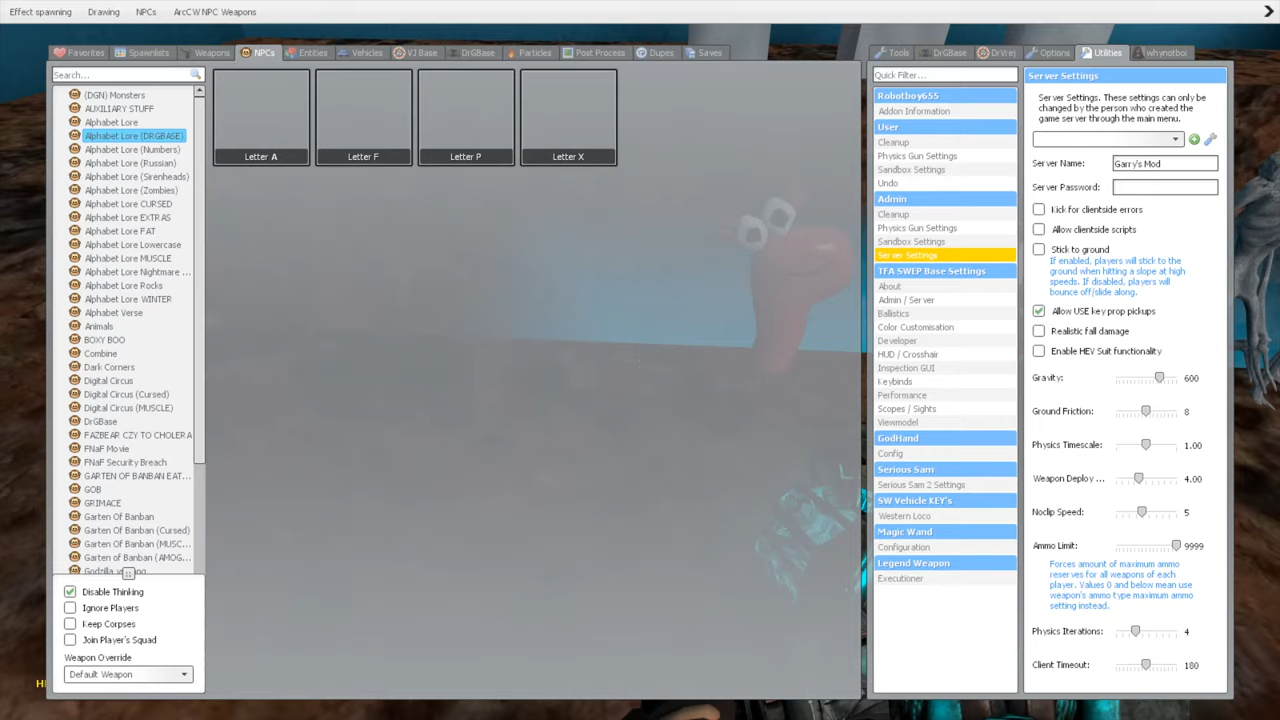 Effect spawning Drawing NPCs ArcCW NPC Weapons
Favorites Spawnlists Weapons NPCs Entities Vehicles VJ Base DrGBase Particles Post Process Dupes Saves
Search...
(DGN) Monsters
AUXILIARY STUFF
Alphabet Lore
Alphabet Lore (DRGBASE)
Alphabet Lore (Numbers)
Alphabet Lore (Russian)
Alphabet Lore (Sirenheads)
Alphabet Lore (Zombies)
Alphabet Lore CURSED
Alphabet Lore EXTRAS
Alphabet Lore FAT
Alphabet Lore Lowercase
Alphabet Lore MUSCLE
Alphabet Lore Nightmare ...
Alphabet Lore Rocks
Alphabet Lore WINTER
Alphabet Verse
Animals
BOXY BOO
Combine
Dark Corners
Digital Circus
Digital Circus (Cursed)
Digital Circus (MUSCLE)
DrGBase
FAZBEAR CZY TO CHOLERA
FNaF Movie
FNaF Security Breach
GARTEN OF BANBAN EAT...
GOB
GRIMACE
Garten Of Banban
Garten Of Banban (Cursed)
Garten Of Banban (MUSC...
Garten of Banban (AMOG...
Disable Thinking
Ignore Players
Keep Corpses
Join Player's Squad
Weapon Override
Default Weapon
Letter A Letter F Letter P Letter X
Tools DrGBase Options Utilities whynotboi
Quick Filter...
Robotboy655
Addon Information
User
Cleanup
Physics Gun Settings
Sandbox Settings
Undo
Admin
Cleanup
Physics Gun Settings
Sandbox Settings
Server Settings
TFA SWEP Base Settings
About
Admin / Server
Ballistics
Color Customisation
Developer
HUD / Crosshair
Inspection GUI
Keybinds
Performance
Scopes / Sights
Viewmodel
GodHand
Config
Serious Sam
Serious Sam 2 Settings
SW Vehicle KEY's
Western Loco
Magic Wand
Configuration
Legend Weapon
Executioner
Server Settings
Server Settings. These settings can only be
changed by the person who created the
game server through the main menu.
Server Name: Garry's Mod
Server Password:
Kick for clientside errors
Allow clientside scripts
Stick to ground
If enabled, players will stick to the
ground when hitting a slope at high
speeds. If disabled, players will
bounce off/slide along.
Allow USE key prop pickups
Realistic fall damage
Enable HEV Suit functionality
Gravity: 600
Ground Friction: 8
Physics Timescale: 1.00
Weapon Deploy ... 4.00
Noclip Speed: 5
Ammo Limit: 9999
Forces amount of maximum ammo
reserves for all weapons of each
player. Values 0 and below mean use
weapon's ammo type maximum ammo
setting instead.
Physics Iterations: 4
Client Timeout: 180